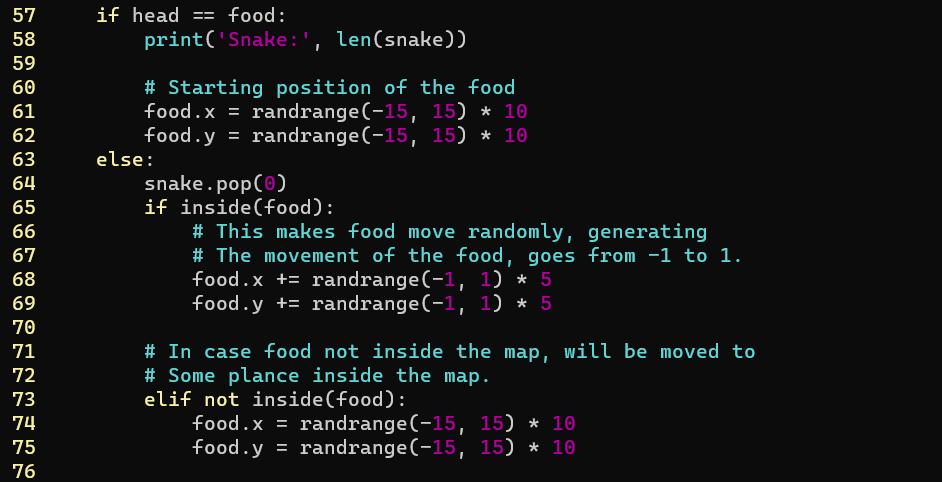 57     if head == food:
58         print('Snake:', len(snake))
59
60         # Starting position of the food
61         food.x = randrange(-15, 15) * 10
62         food.y = randrange(-15, 15) * 10
63     else:
64         snake.pop(0)
65         if inside(food):
66             # This makes food move randomly, generating
67             # The movement of the food, goes from -1 to 1.
68             food.x += randrange(-1, 1) * 5
69             food.y += randrange(-1, 1) * 5
70
71         # In case food not inside the map, will be moved to
72         # Some plance inside the map.
73         elif not inside(food):
74             food.x = randrange(-15, 15) * 10
75             food.y = randrange(-15, 15) * 10
76